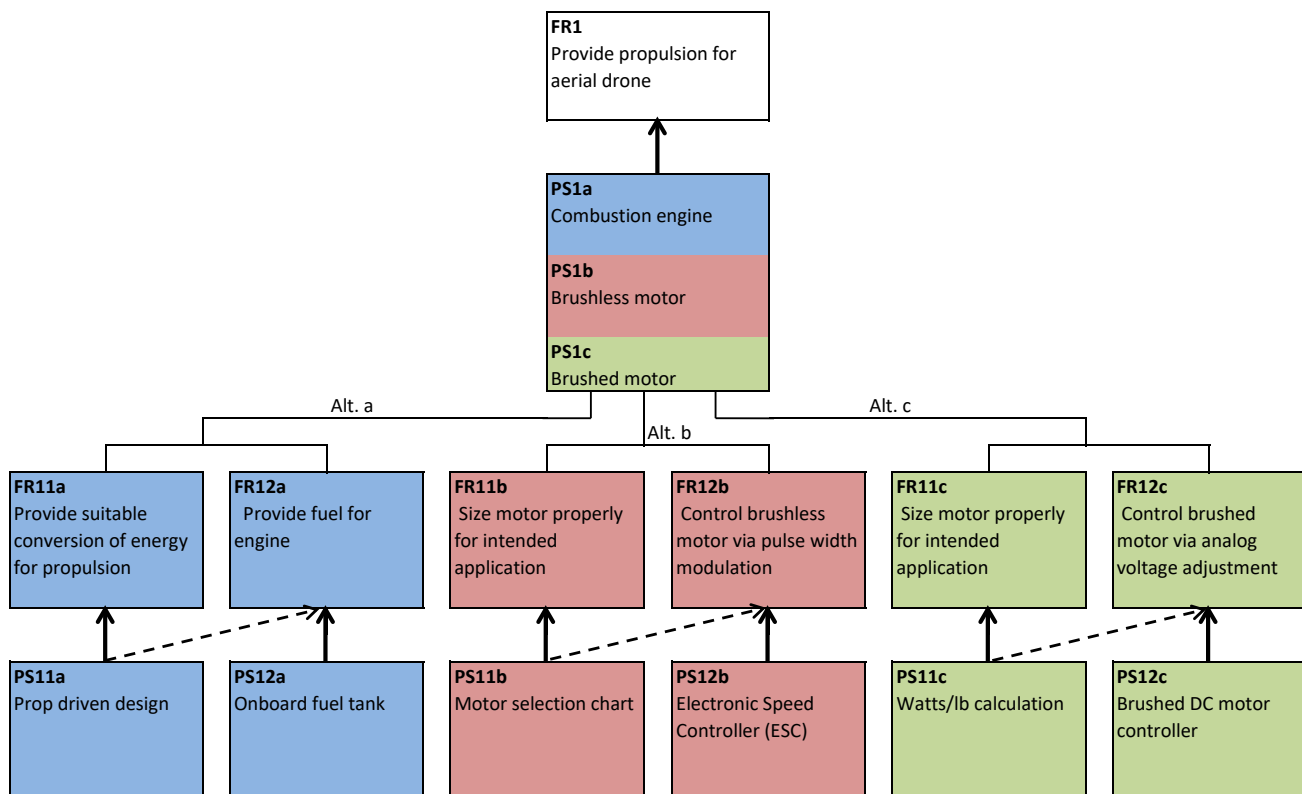 FR1
Provide propulsion for
aerial drone
PS1a
Combustion engine
PS1b
Brushless motor
PS1c
Brushed motor
Alt. a
Alt. b
Alt. c
FR11a
Provide suitable
conversion of energy
for propulsion
FR12a
Provide fuel for
engine
FR11b
Size motor properly
for intended
application
FR12b
Control brushless
motor via pulse width
modulation
FR11c
Size motor properly
for intended
application
FR12c
Control brushed
motor via analog
voltage adjustment
PS11a
Prop driven design
PS12a
Onboard fuel tank
PS11b
Motor selection chart
PS12b
Electronic Speed
Controller (ESC)
PS11c
Watts/lb calculation
PS12c
Brushed DC motor
controller